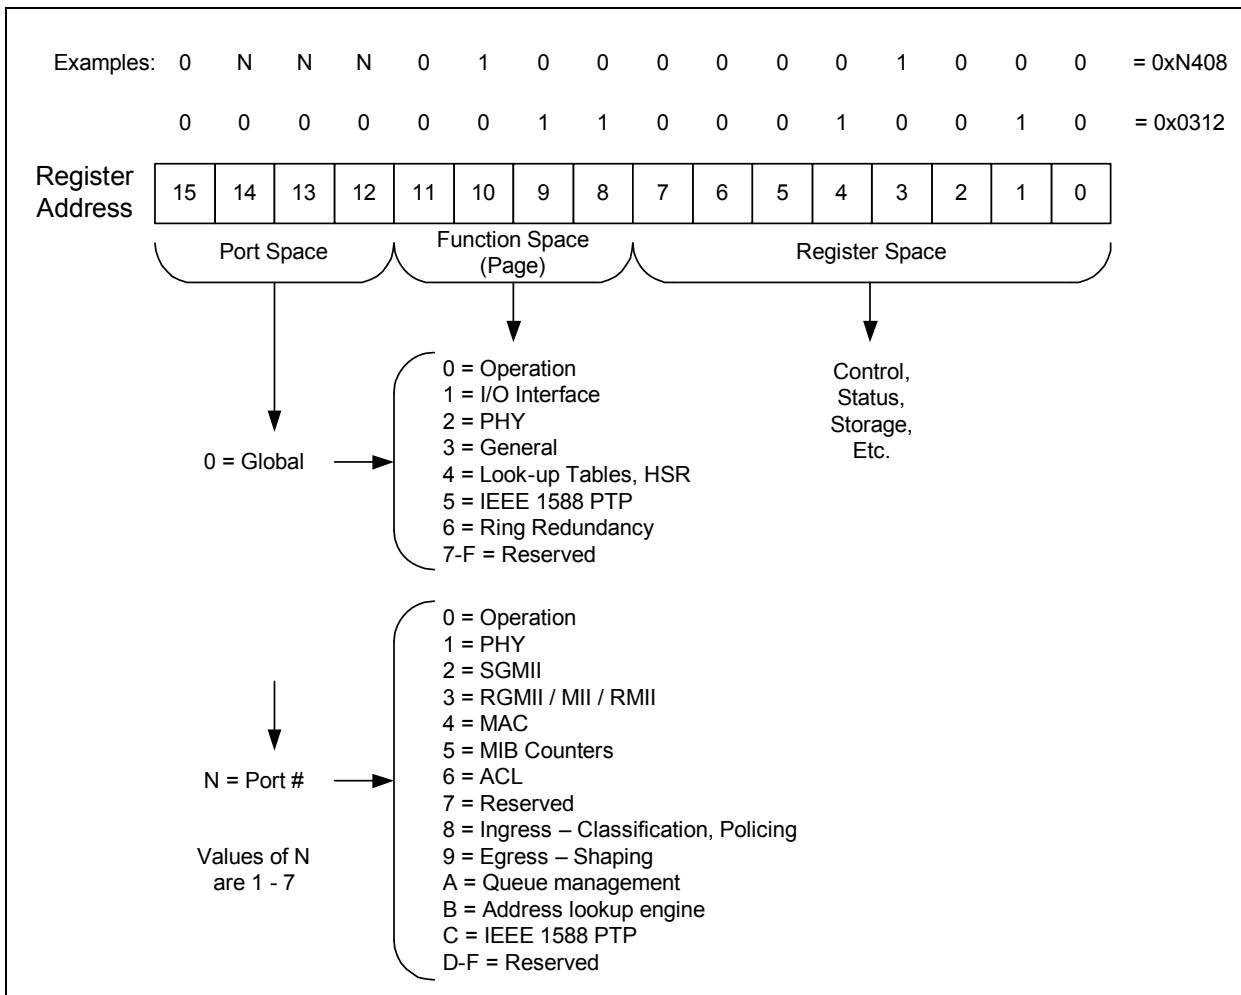 Examples: 0 N N N 0 1 0 0 0 0 0 0 1 0 0 0 = 0xN408
0 0 0 0 0 0 1 1 0 0 0 1 0 0 1 0 = 0x0312
Register
Address
15 14 13 12 11 10 9 8 7 6 5 4 3 2 1 0
Port Space
Function Space
(Page)
Register Space
0 = Global
0 = Operation
1 = I/O Interface
2 = PHY
3 = General
4 = Look-up Tables, HSR
5 = IEEE 1588 PTP
6 = Ring Redundancy
7-F = Reserved
Control,
Status,
Storage,
Etc.
N = Port #
Values of N
are 1 - 7
0 = Operation
1 = PHY
2 = SGMII
3 = RGMII / MII / RMII
4 = MAC
5 = MIB Counters
6 = ACL
7 = Reserved
8 = Ingress – Classification, Policing
9 = Egress – Shaping
A = Queue management
B = Address lookup engine
C = IEEE 1588 PTP
D-F = Reserved